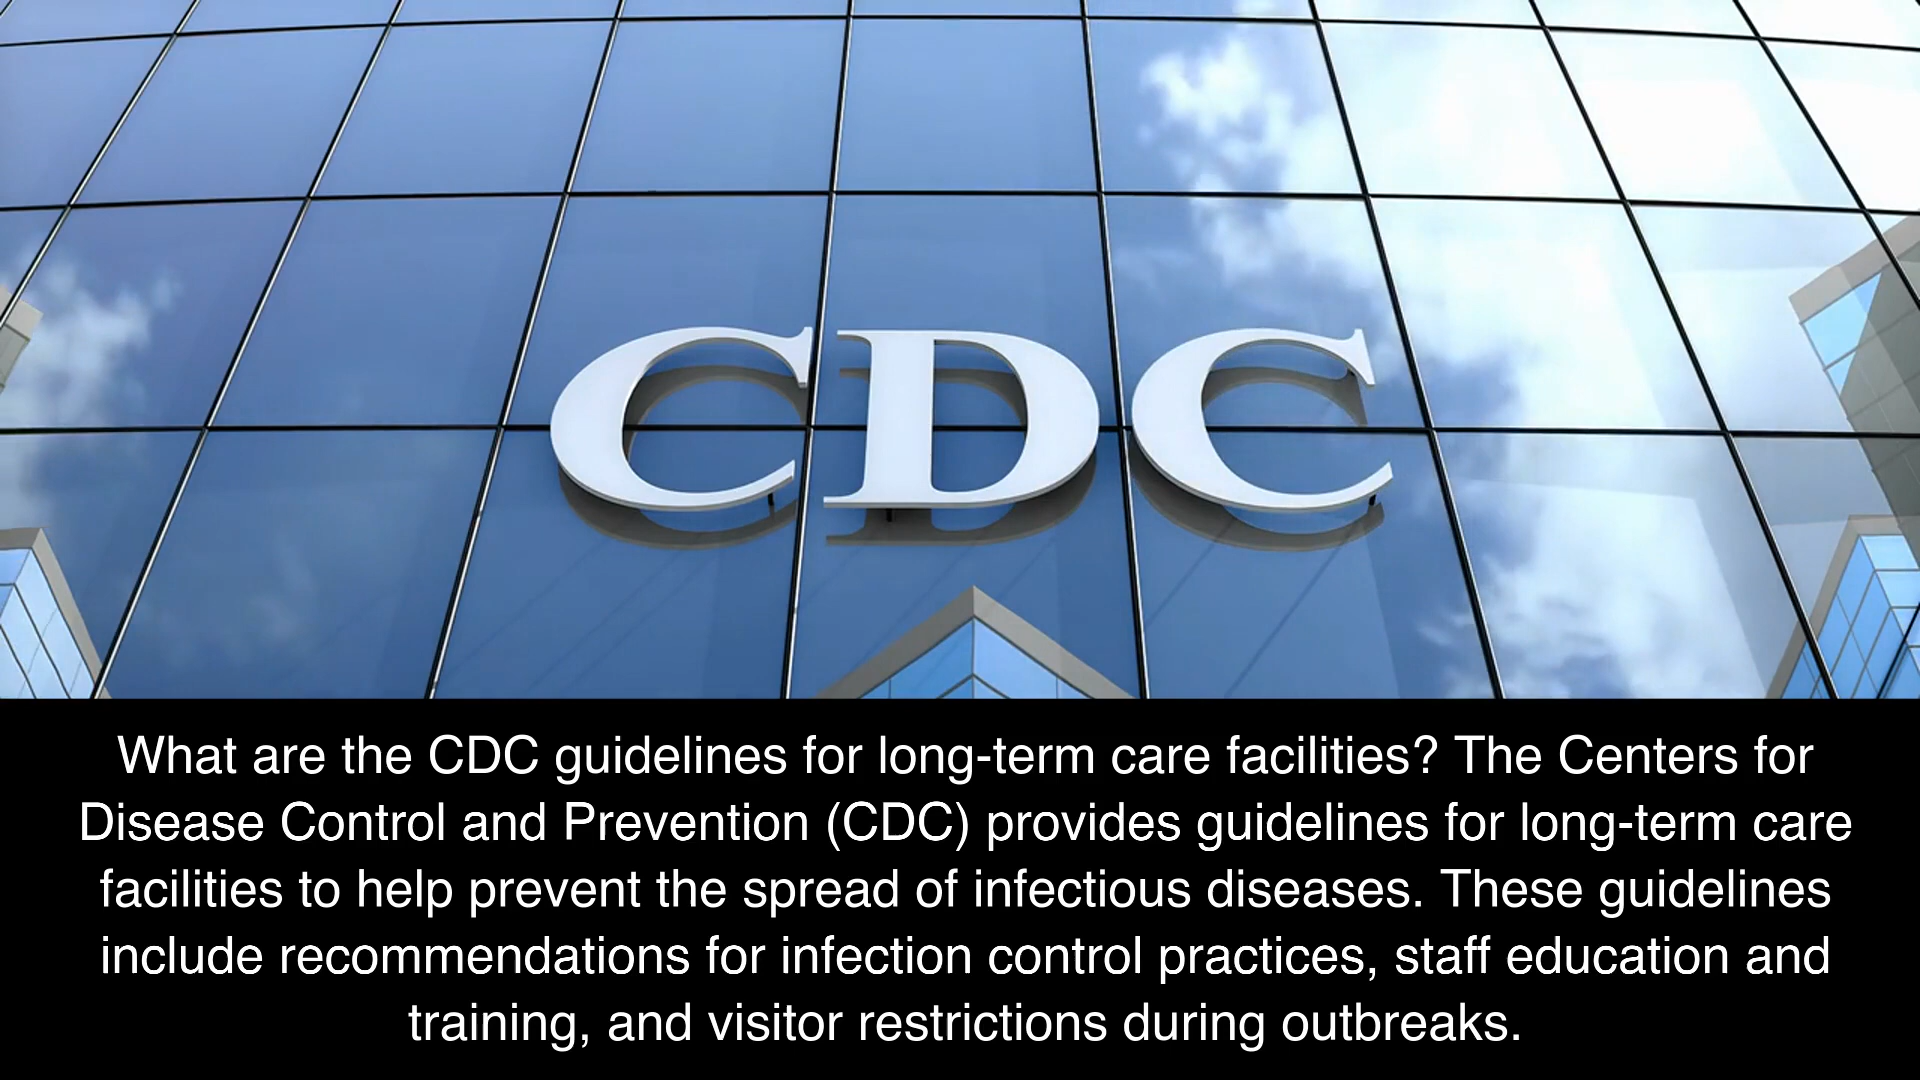 CDC
What are the CDC guidelines for long-term care facilities? The Centers for
Disease Control and Prevention (CDC) provides guidelines for long-term care
facilities to help prevent the spread of infectious diseases. These guidelines
include recommendations for infection control practices, staff education and
training, and visitor restrictions during outbreaks.